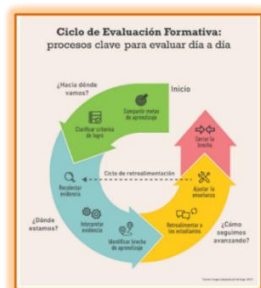 Ciclo de Evaluación Formativa:
procesos clave para evaluar día a día
¿Hacia dónde
vamos?
Inicio
Compartir metas
de aprendizaje
Clarificar criterios
de logro
Cerrar la
brecha
Recolectar
evidencia
Ciclo de retroalimentación
Ajustar la
enseñanza
¿Dónde
estamos?
Interpretar
evidencia
Identificar brecha
de aprendizaje
Retroalimentar a
los estudiantes
¿Cómo
seguimos
avanzando?